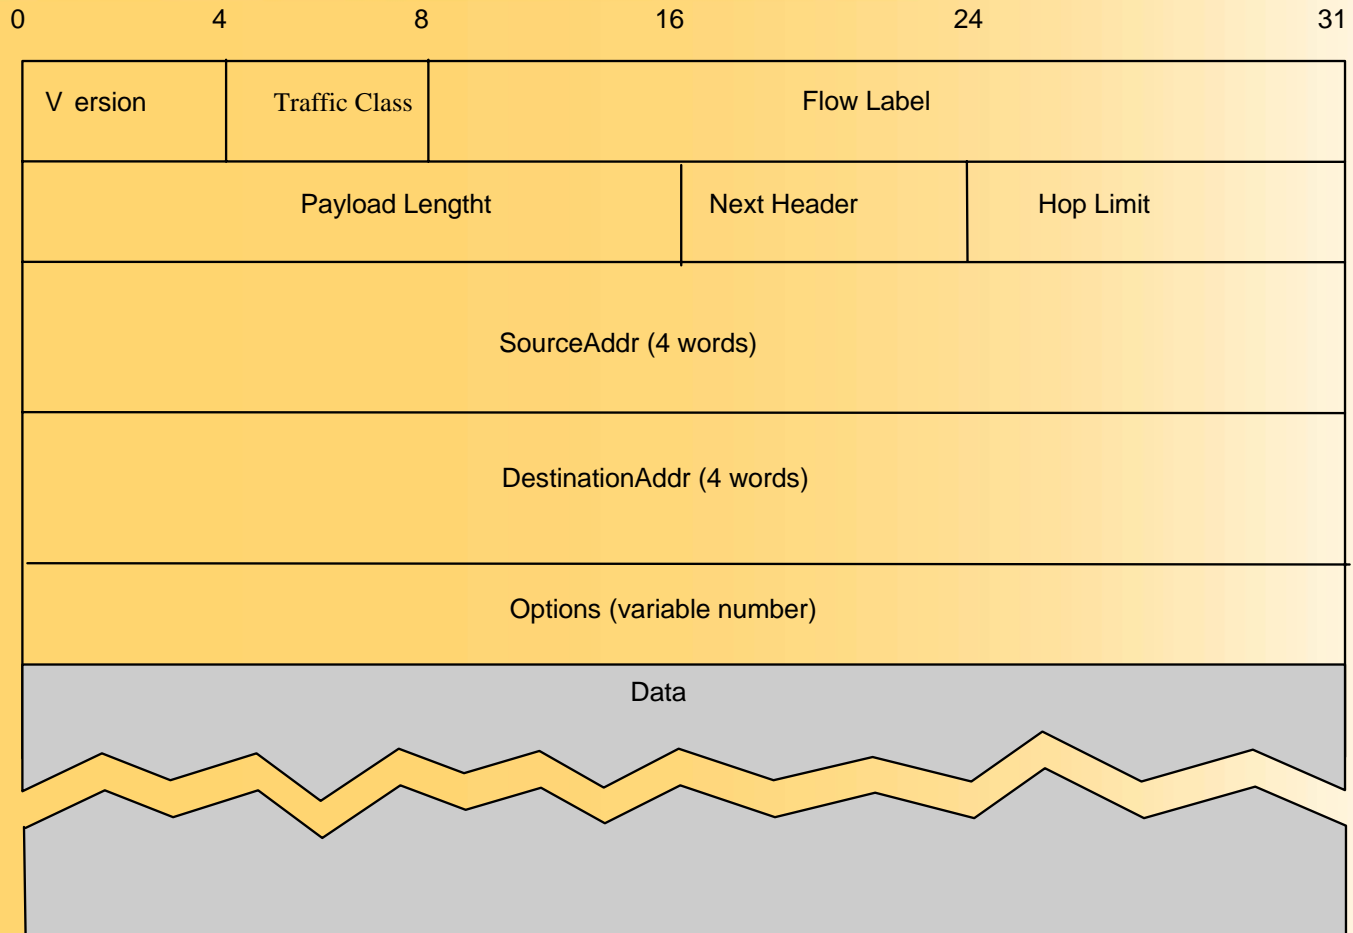 0 4 8 16 24 31
V ersion Traffic Class Flow Label
Payload Lengtht Next Header Hop Limit
SourceAddr (4 words)
DestinationAddr (4 words)
Options (variable number)
Data